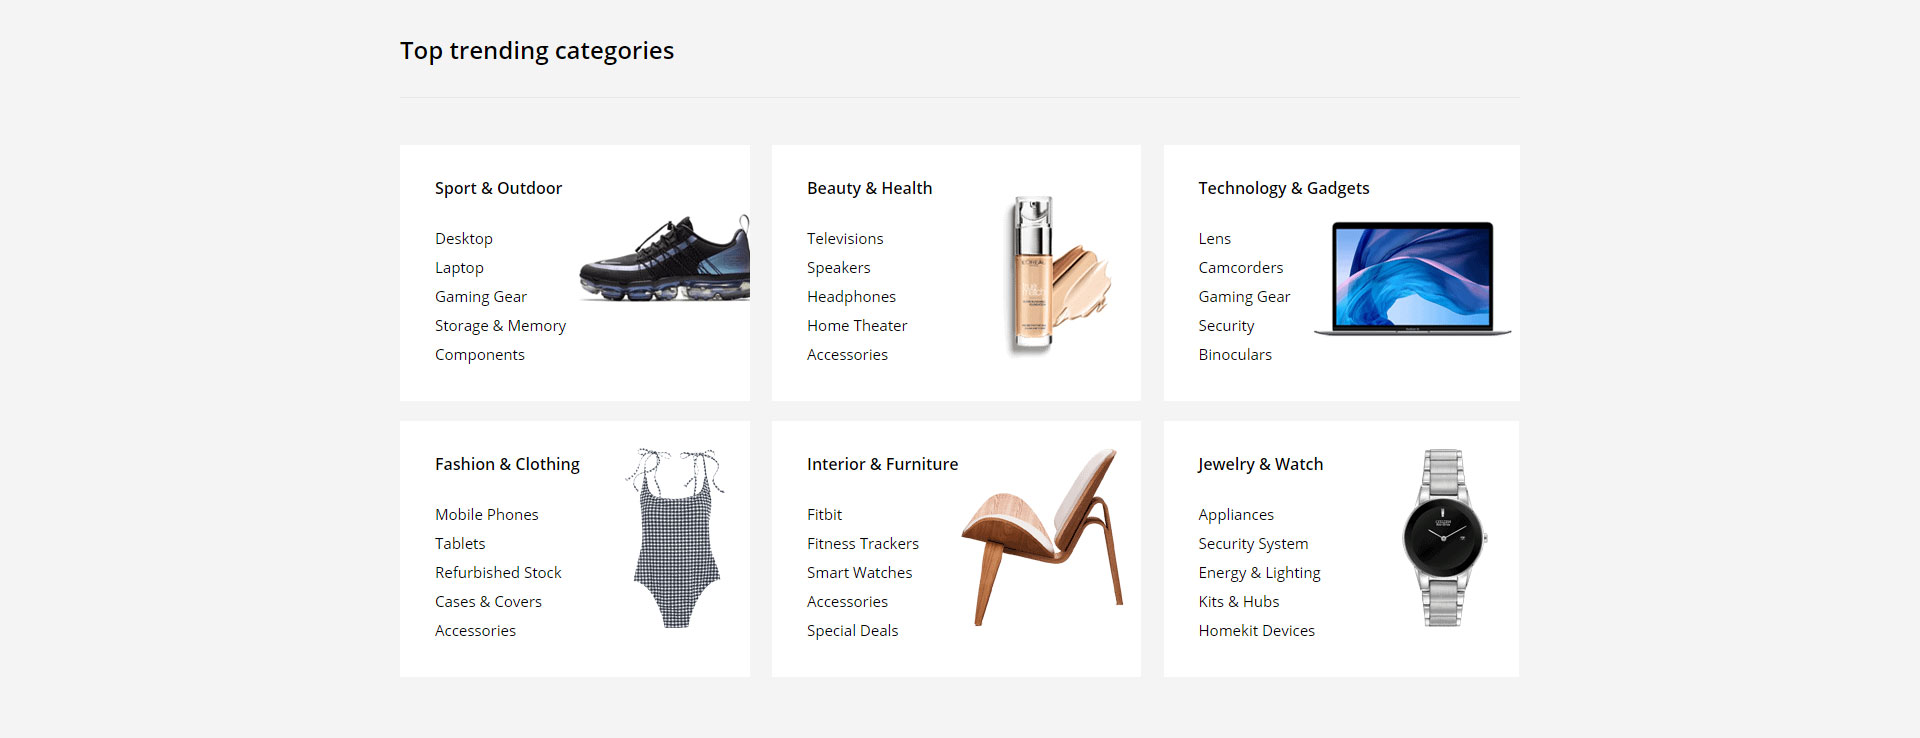 Top trending categories
Sport & Outdoor
Desktop
Laptop
Gaming Gear
Storage & Memory
Components
Beauty & Health
Televisions
Speakers
Headphones
Home Theater
Accessories
Technology & Gadgets
Lens
Camcorders
Gaming Gear
Security
Binoculars
Fashion & Clothing
Mobile Phones
Tablets
Refurbished Stock
Cases & Covers
Accessories
Interior & Furniture
Fitbit
Fitness Trackers
Smart Watches
Accessories
Special Deals
Jewelry & Watch
Appliances
Security System
Energy & Lighting
Kits & Hubs
Homekit Devices